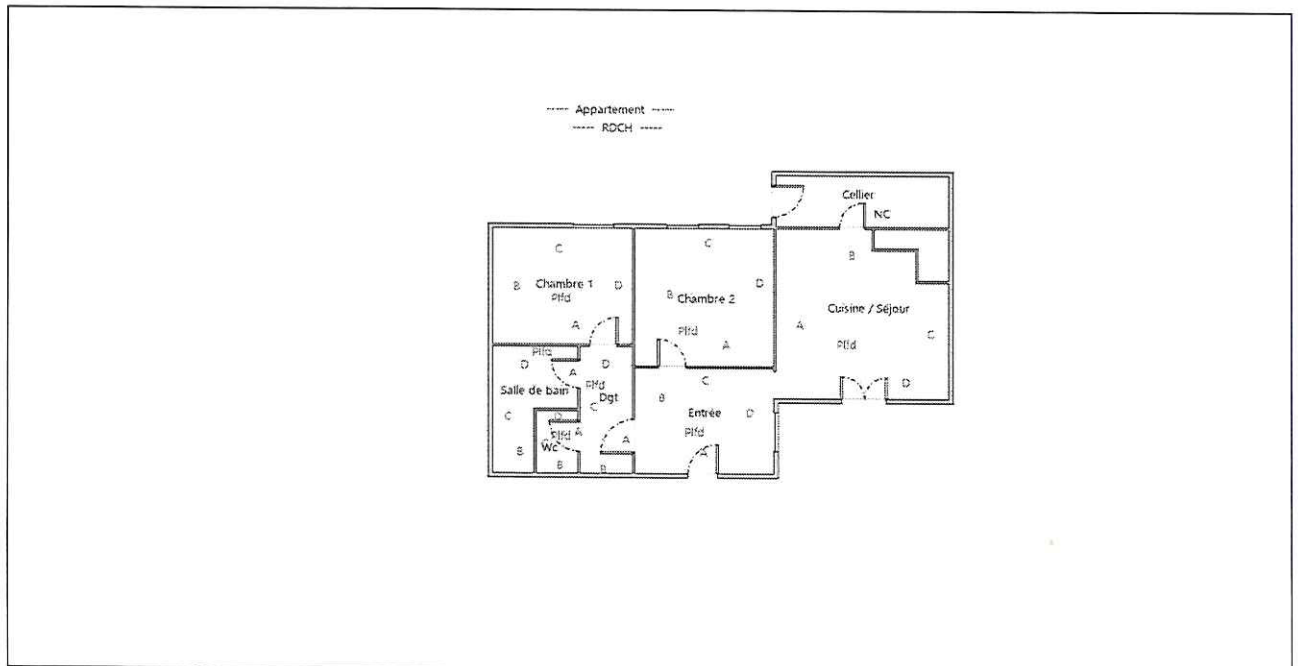 ----- Appartement -----
----- RDCH -----
Cellier
NC
C
B Chambre 1 D
Plfd
A
C
D
B Chambre 2
Plfd
A
B
Cuisine / Séjour
A
C
Plfd
D
Plfd
D
A
Salle de bain
C
B
D
Plfd
Dgt
C
A
B
D
Plfd A
Wc
B
C
B Entrée D
Plfd
A